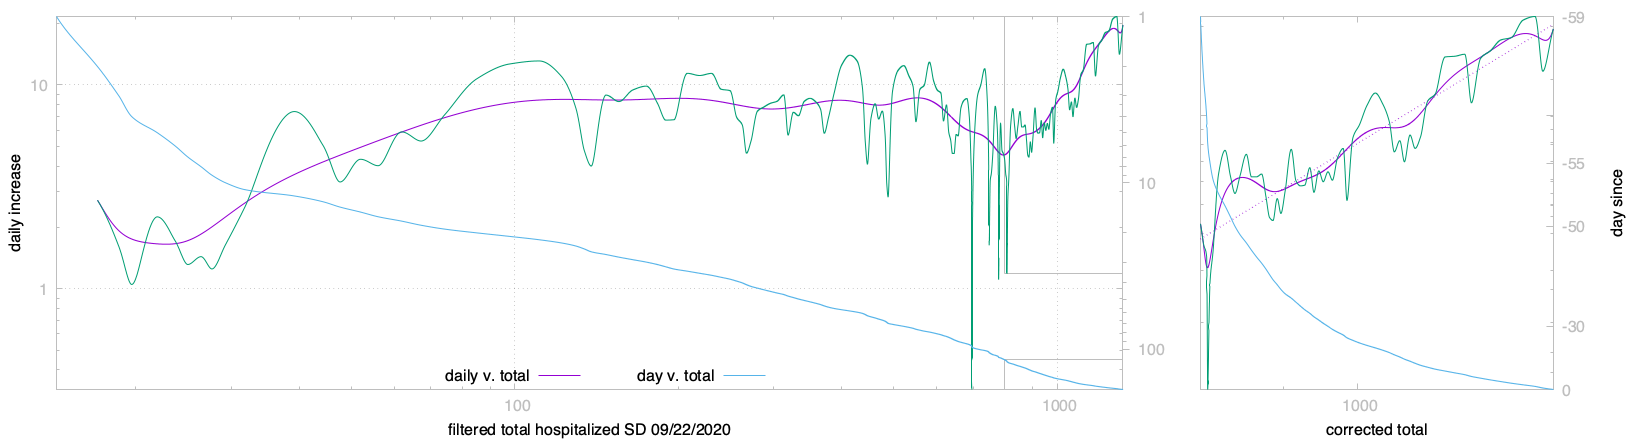 daily increase
10
1
daily v. total
day v. total
100
1000
filtered total hospitalized SD 09/22/2020
1
10
100
1000
corrected total
-59
-55
-50
-30
0
day since